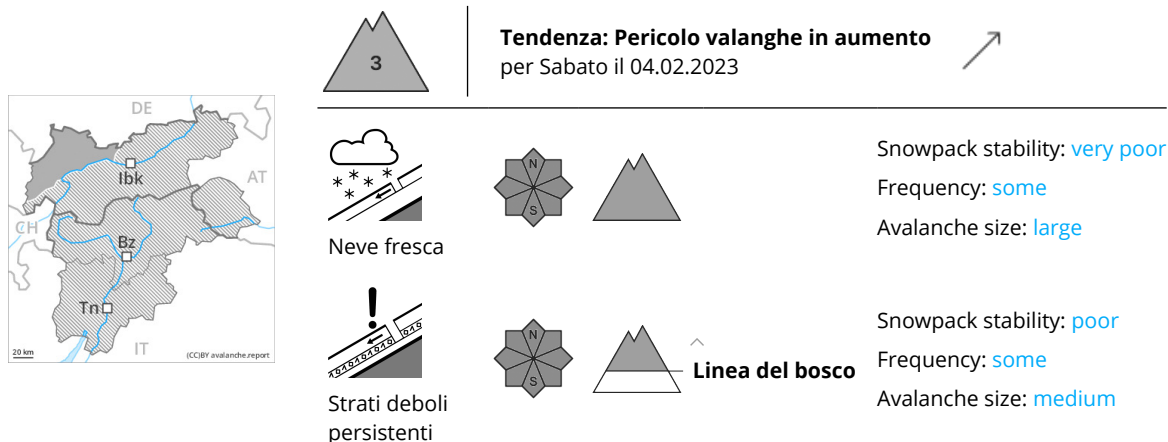 3
Tendenza: Pericolo valanghe in aumento
per Sabato il 04.02.2023
DE
Ibk
AT
CH
Bz
Tn
IT
20 km
(CC)BY avalanche.report
Neve fresca
N
S
Snowpack stability: very poor
Frequency: some
Avalanche size: large
Strati deboli
persistenti
N
S
Linea del bosco
Snowpack stability: poor
Frequency: some
Avalanche size: medium